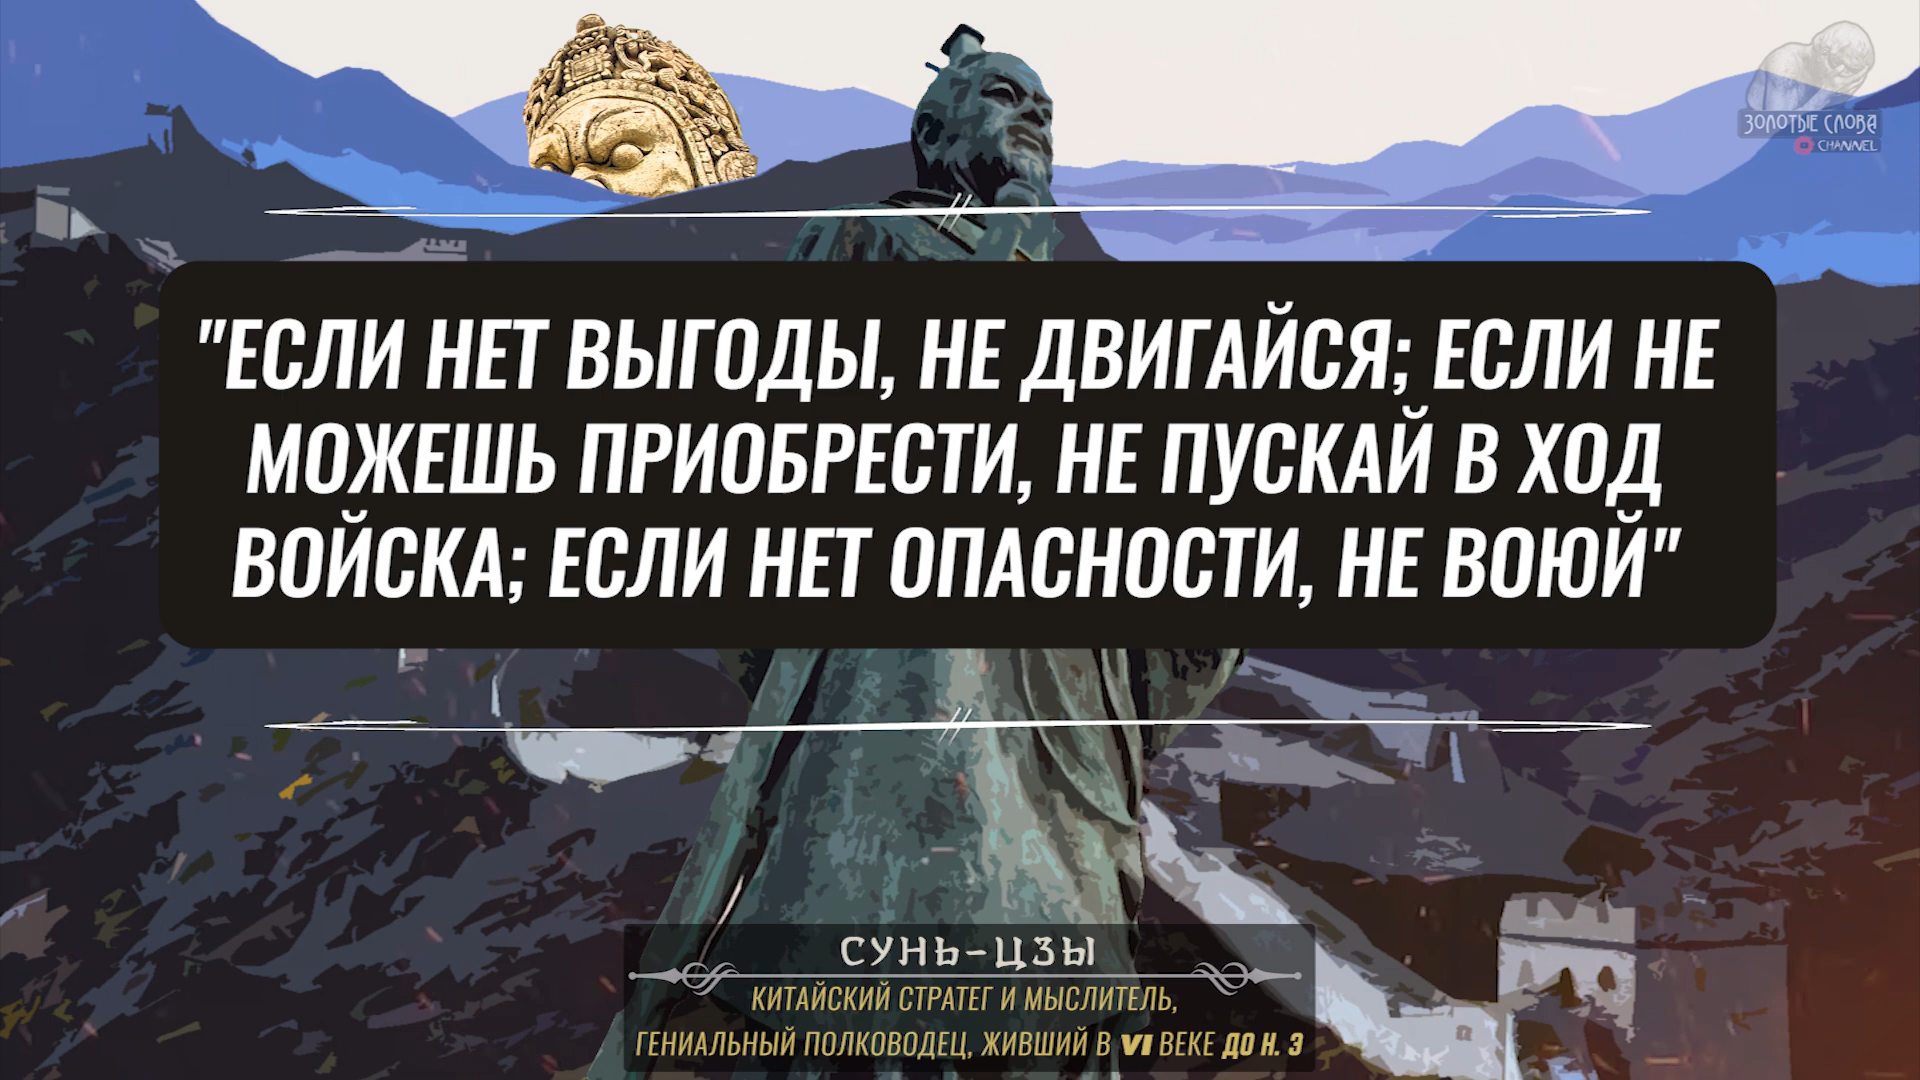 ЗОЛОТЫЕ СЛОВА
CHANNEL
"ЕСЛИ НЕТ ВЫГОДЫ, НЕ ДВИГАЙСЯ; ЕСЛИ НЕ
МОЖЕШЬ ПРИОБРЕСТИ, НЕ ПУСКАЙ В ХОД
ВОЙСКА; ЕСЛИ НЕТ ОПАСНОСТИ, НЕ ВОЮЙ"
СУНЬ-ЦЗЫ
КИТАЙСКИЙ СТРАТЕГ И МЫСЛИТЕЛЬ,
ГЕНИАЛЬНЫЙ ПОЛКОВОДЕЦ, ЖИВШИЙ В VI ВЕКЕ ДО Н. Э